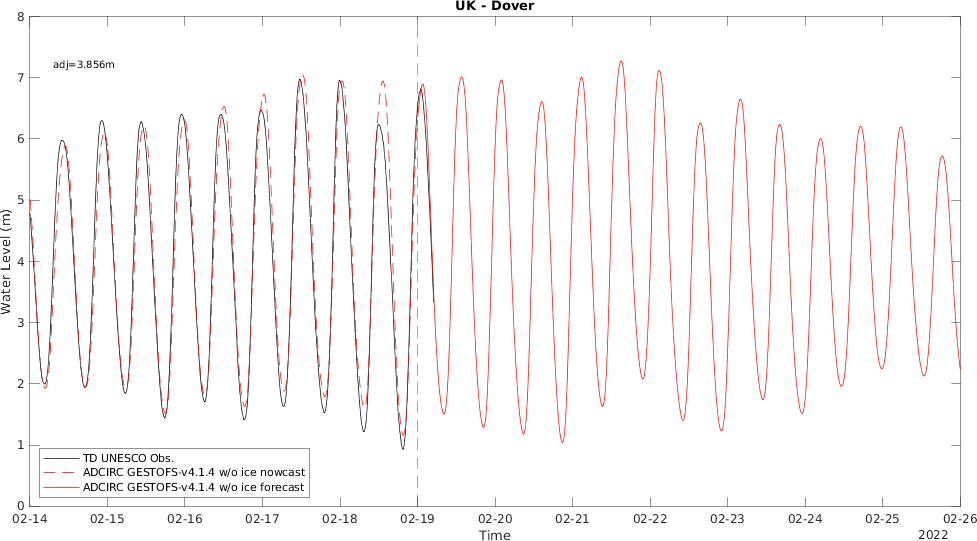 UK - Dover
8
7
6
5
4
3
2
1
0
adj=3.856m
Water Level (m)
TD UNESCO Obs.
ADCIRC GESTOFS-v4.1.4 w/o ice nowcast
ADCIRC GESTOFS-v4.1.4 w/o ice forecast
02-14 02-15 02-16 02-17 02-18 02-19 02-20 02-21 02-22 02-23 02-24 02-25 02-26
Time
2022